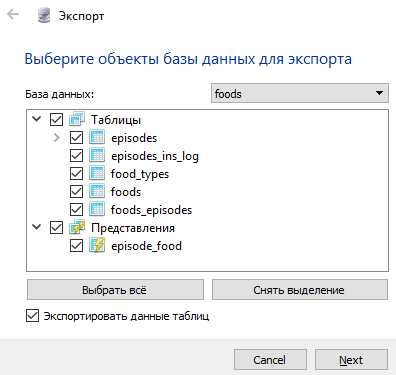 Экспорт
Выберите объекты базы данных для экспорта
База данных: foods
Таблицы
episodes
episodes_ins_log
food_types
foods
foods_episodes
Представления
episode_food
Выбрать всё Снять выделение
Экспортировать данные таблиц
Cancel Next